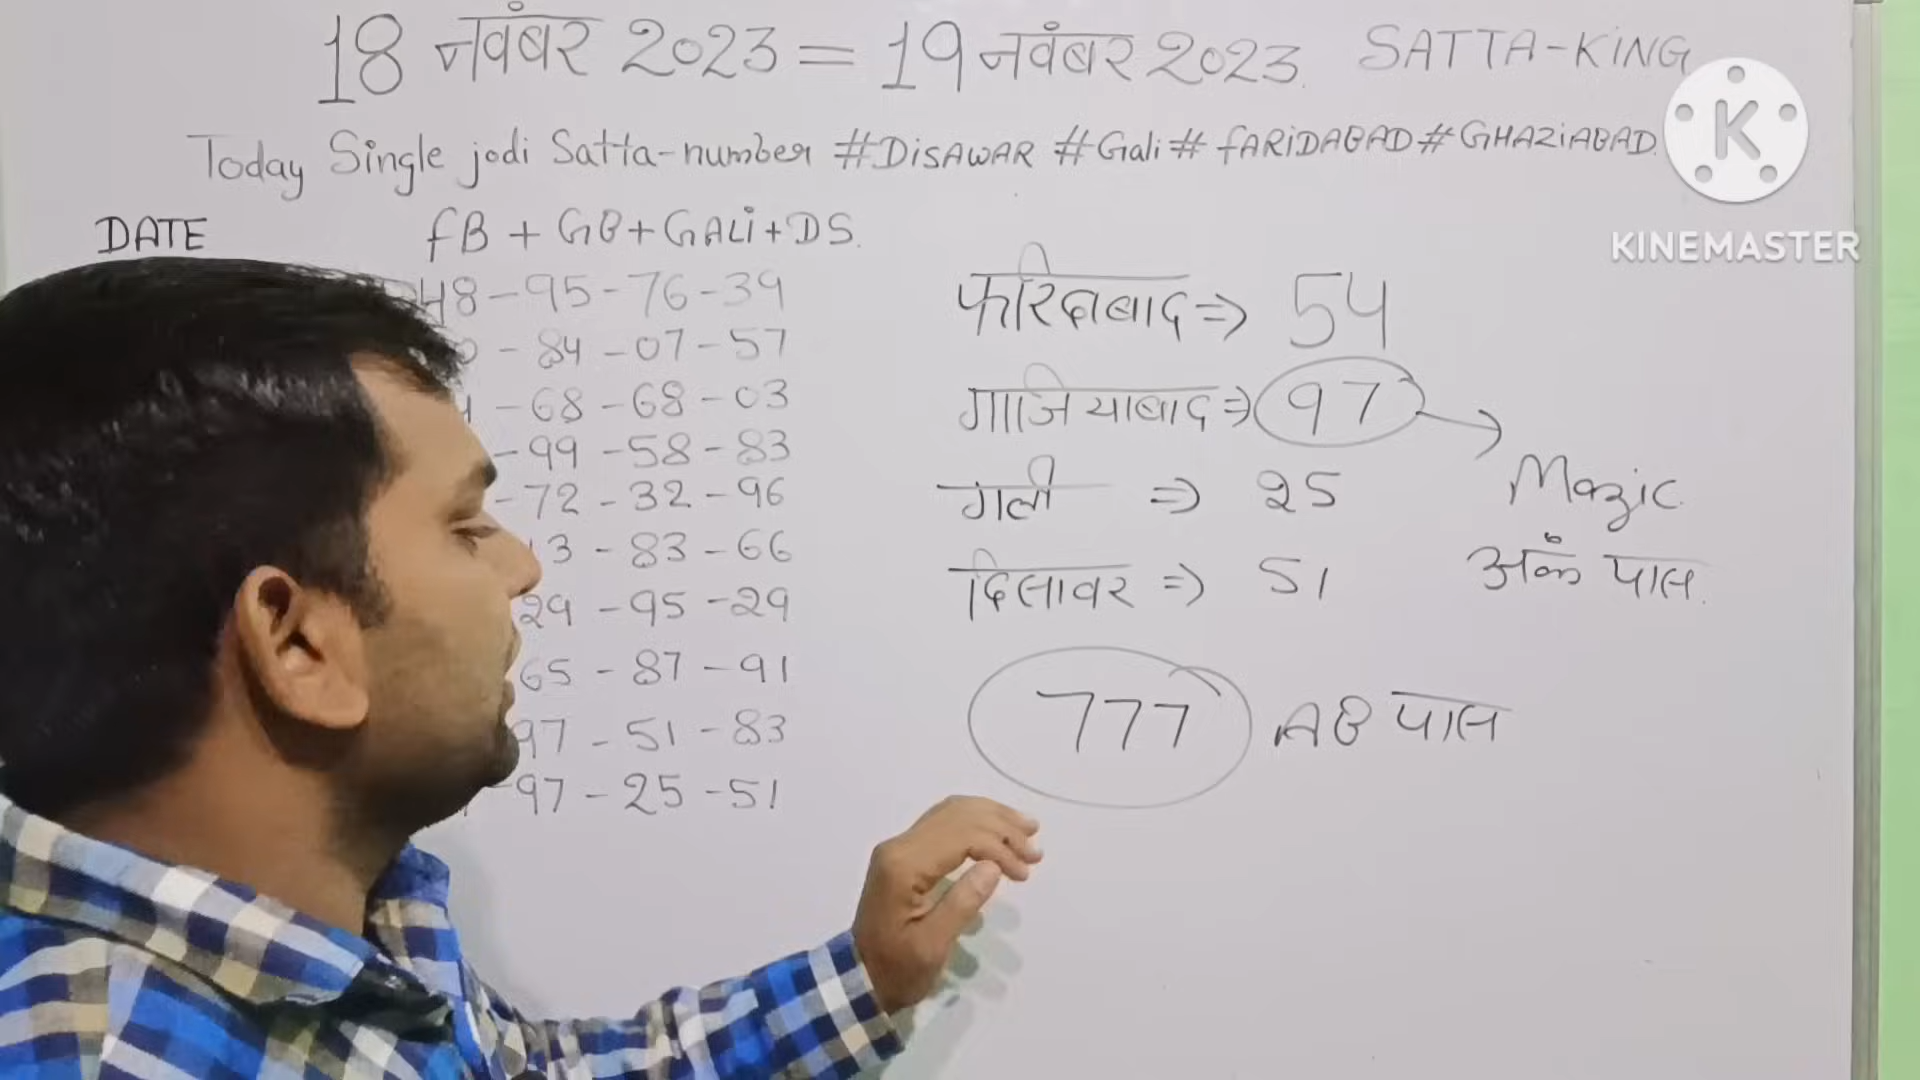 18 नवंबर 2023 = 19 नवंबर 2023 SATTA-KiNG
Today Single jodi Satta-number #DiSAWAR #Gali# fARiDABAD #GHAZiABAD
K
KINEMASTER
DATE fB + GB + GALi + DS
48 - 95 - 76 - 39
- 84 - 07 - 57
- 68 - 68 - 03
- 99 - 58 - 83
- 72 - 32 - 96
13 - 83 - 66
29 - 95 - 29
65 - 87 - 91
97 - 51 - 83
- 97 - 25 - 51
फरिदाबाद => 54
गाजियाबाद => 97
गली => 25
दिसावर => 51
Mazic
अंक पास
777 AB पास